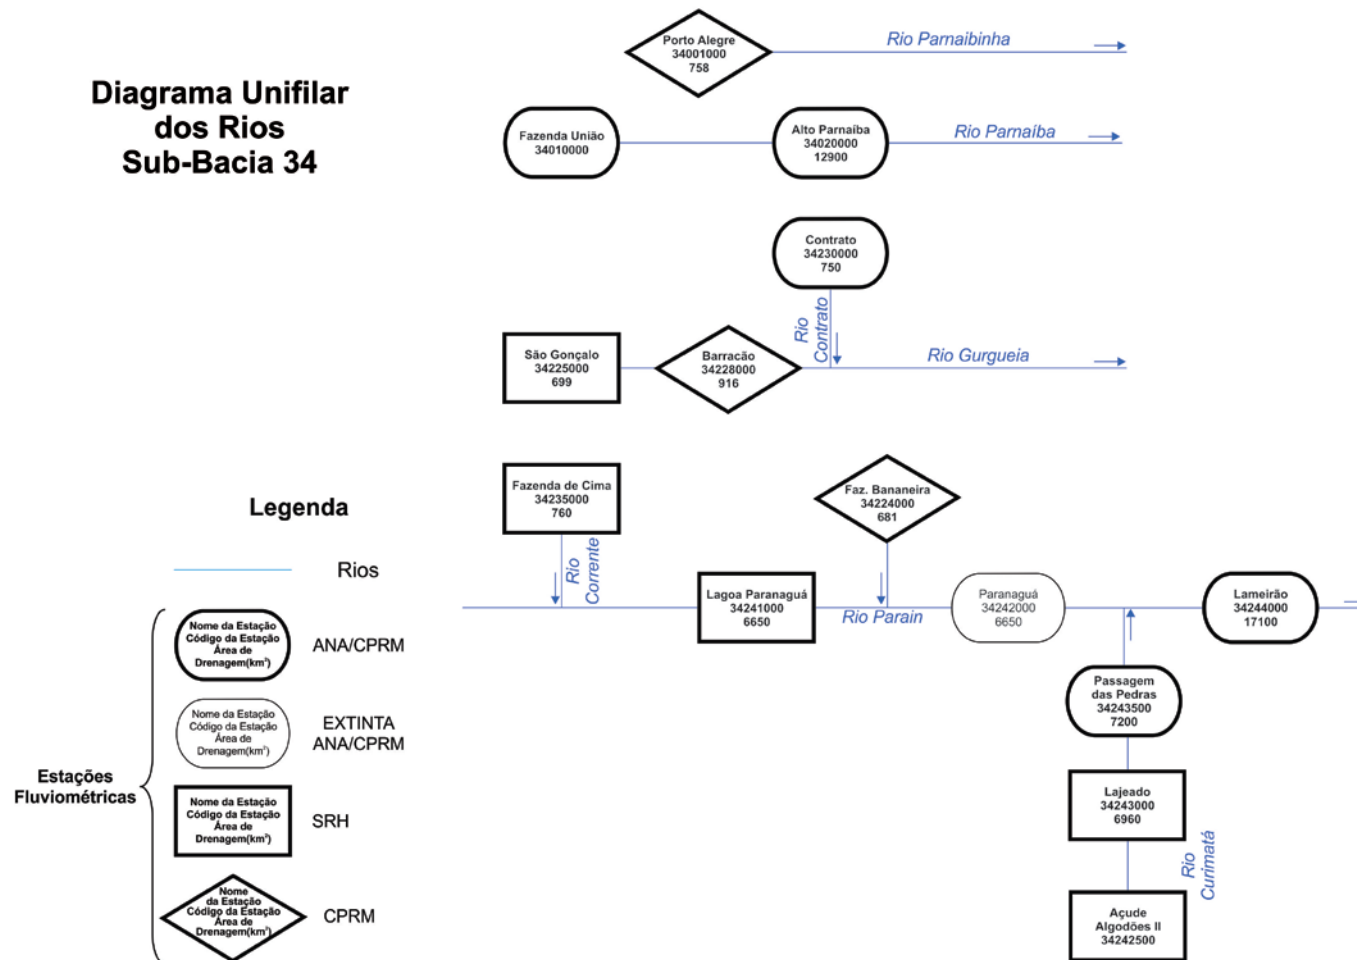 Diagrama Unifilar
dos Rios
Sub-Bacia 34
Porto Alegre
34001000
758
Rio Parnaibinha
Fazenda União
34010000
Alto Parnaíba
34020000
12900
Rio Parnaíba
Contrato
34230000
750
Rio
Contrato
São Gonçalo
34225000
699
Barracão
34228000
916
Rio Gurgueia
Fazenda de Cima
34235000
760
Rio
Corrente
Faz. Bananeira
34224000
681
Lagoa Paranaguá
34241000
6650
Rio Parain
Paranaguá
34242000
6650
Lameirão
34244000
17100
Passagem
das Pedras
34243500
7200
Lajeado
34243000
6960
Rio
Curimatá
Açude
Algodões II
34242500
Legenda
Rios
Estações
Fluviométricas
Nome da Estação
Código da Estação
Área de
Drenagem(km²)
ANA/CPRM
Nome da Estação
Código da Estação
Área de
Drenagem(km²)
EXTINTA
ANA/CPRM
Nome da Estação
Código da Estação
Área de
Drenagem(km²)
SRH
Nome
da Estação
Código da Estação
Área de
Drenagem(km²)
CPRM